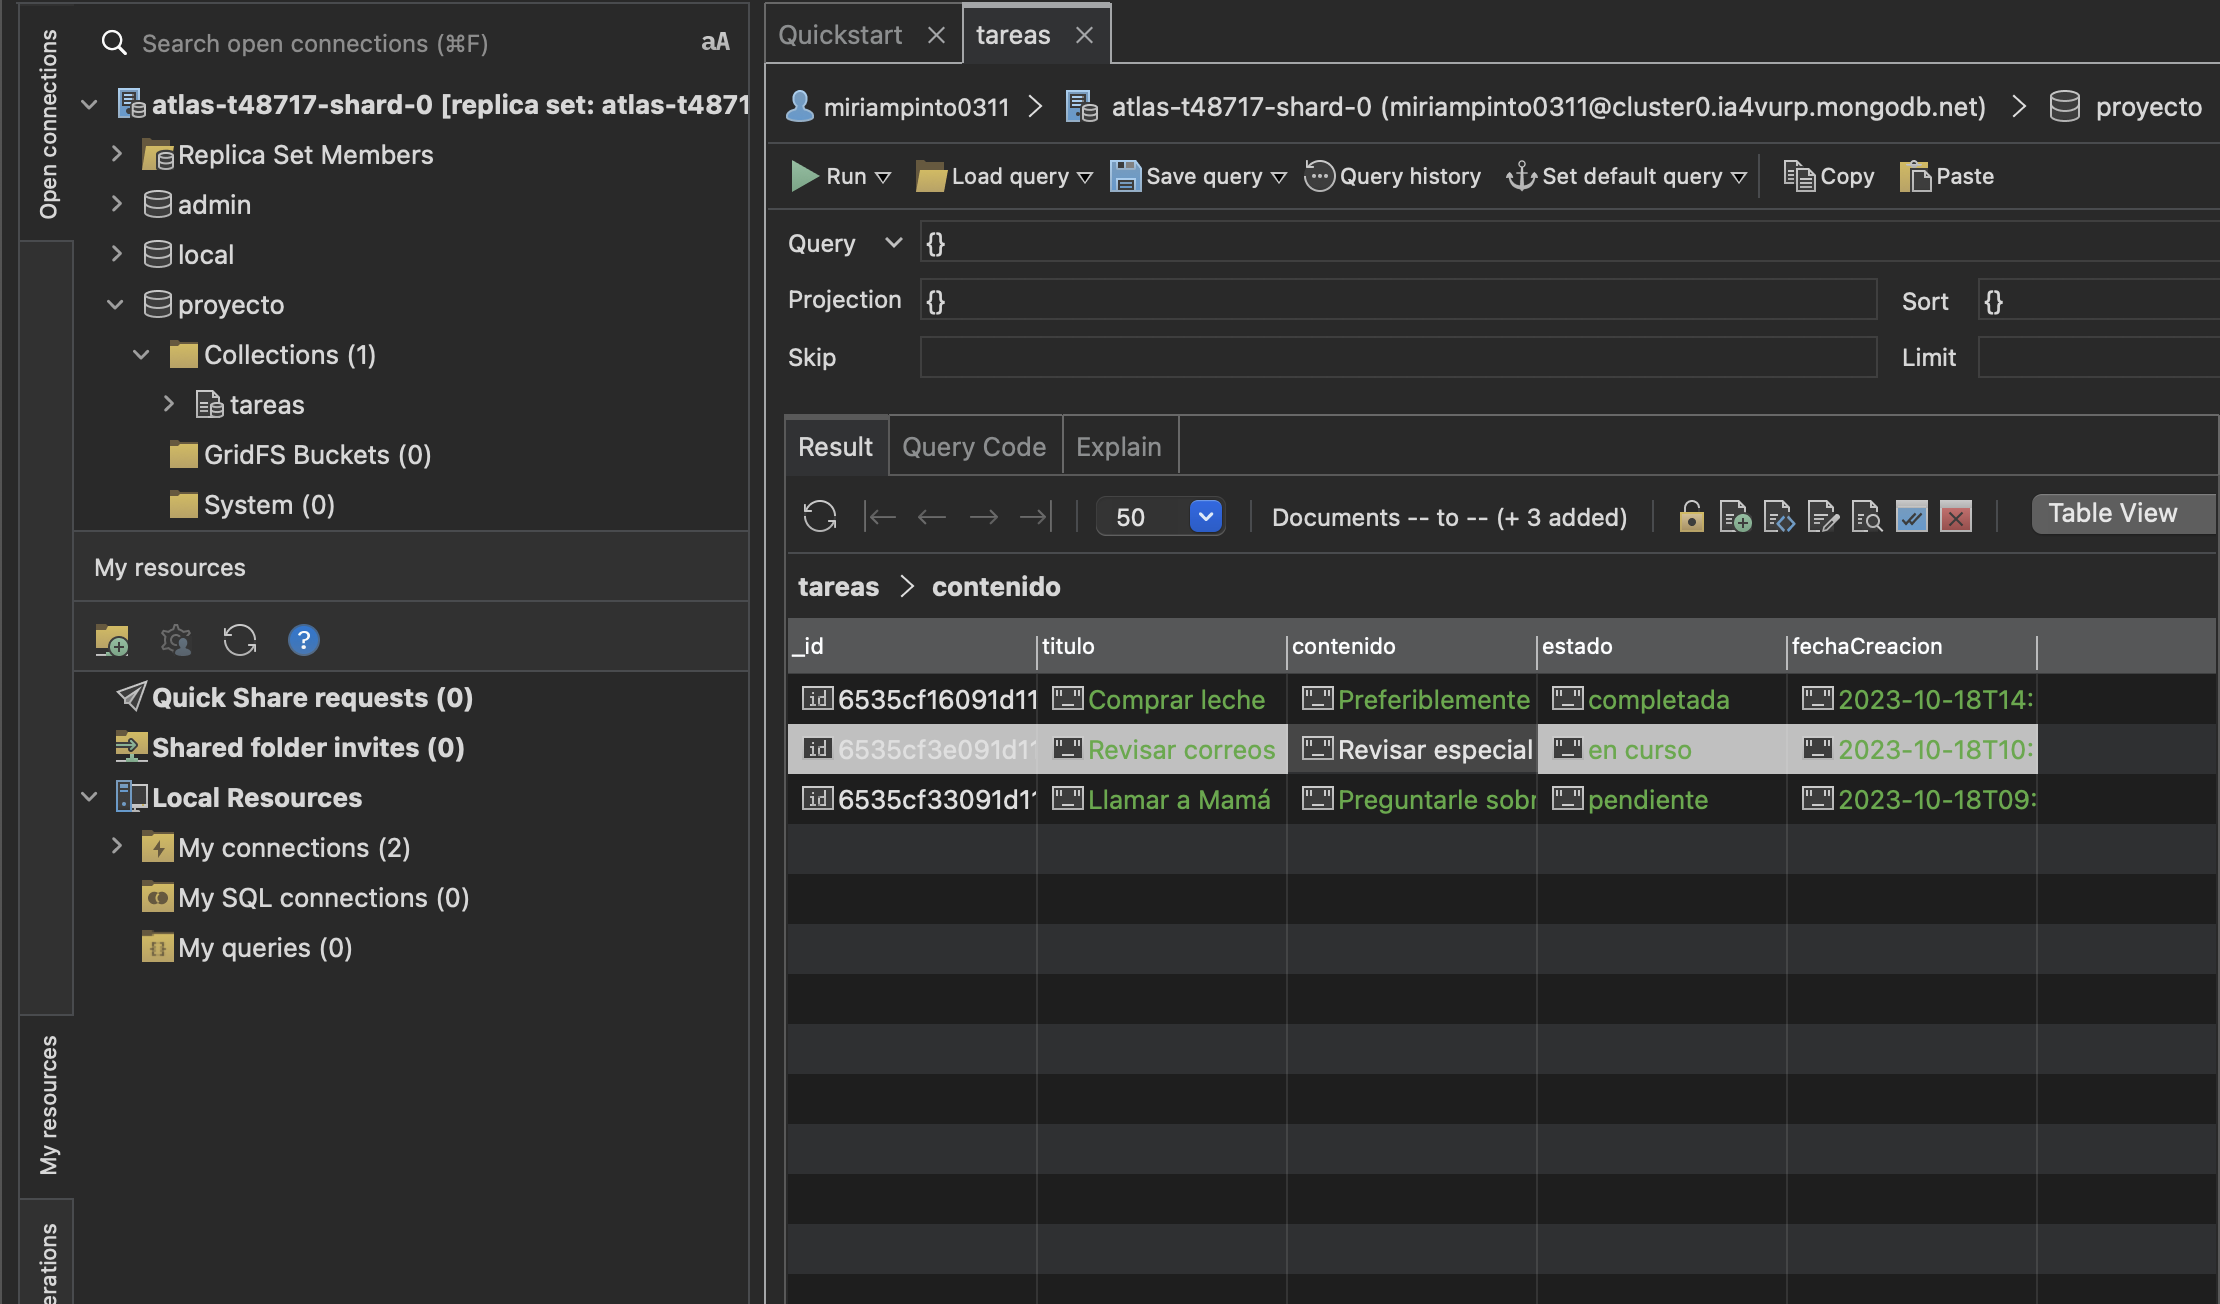 Open connections
Search open connections (⌘F)
aA
atlas-t48717-shard-0 [replica set: atlas-t4871
Replica Set Members
admin
local
proyecto
Collections (1)
tareas
GridFS Buckets (0)
System (0)
My resources
Quick Share requests (0)
Shared folder invites (0)
Local Resources
My connections (2)
My SQL connections (0)
My queries (0)
My resources
erations
Quickstart tareas
miriampinto0311 atlas-t48717-shard-0 (miriampinto0311@cluster0.ia4vurp.mongodb.net) proyecto
Run Load query Save query Query history Set default query Copy Paste
Query {}
Projection {} Sort {}
Skip Limit
Result Query Code Explain
50 Documents -- to -- (+ 3 added) Table View
tareas > contenido
_id titulo contenido estado fechaCreacion
6535cf16091d11 Comprar leche Preferiblemente completada 2023-10-18T14:
6535cf3e091d11 Revisar correos Revisar especial en curso 2023-10-18T10:
6535cf33091d11 Llamar a Mamá Preguntarle sobr pendiente 2023-10-18T09: